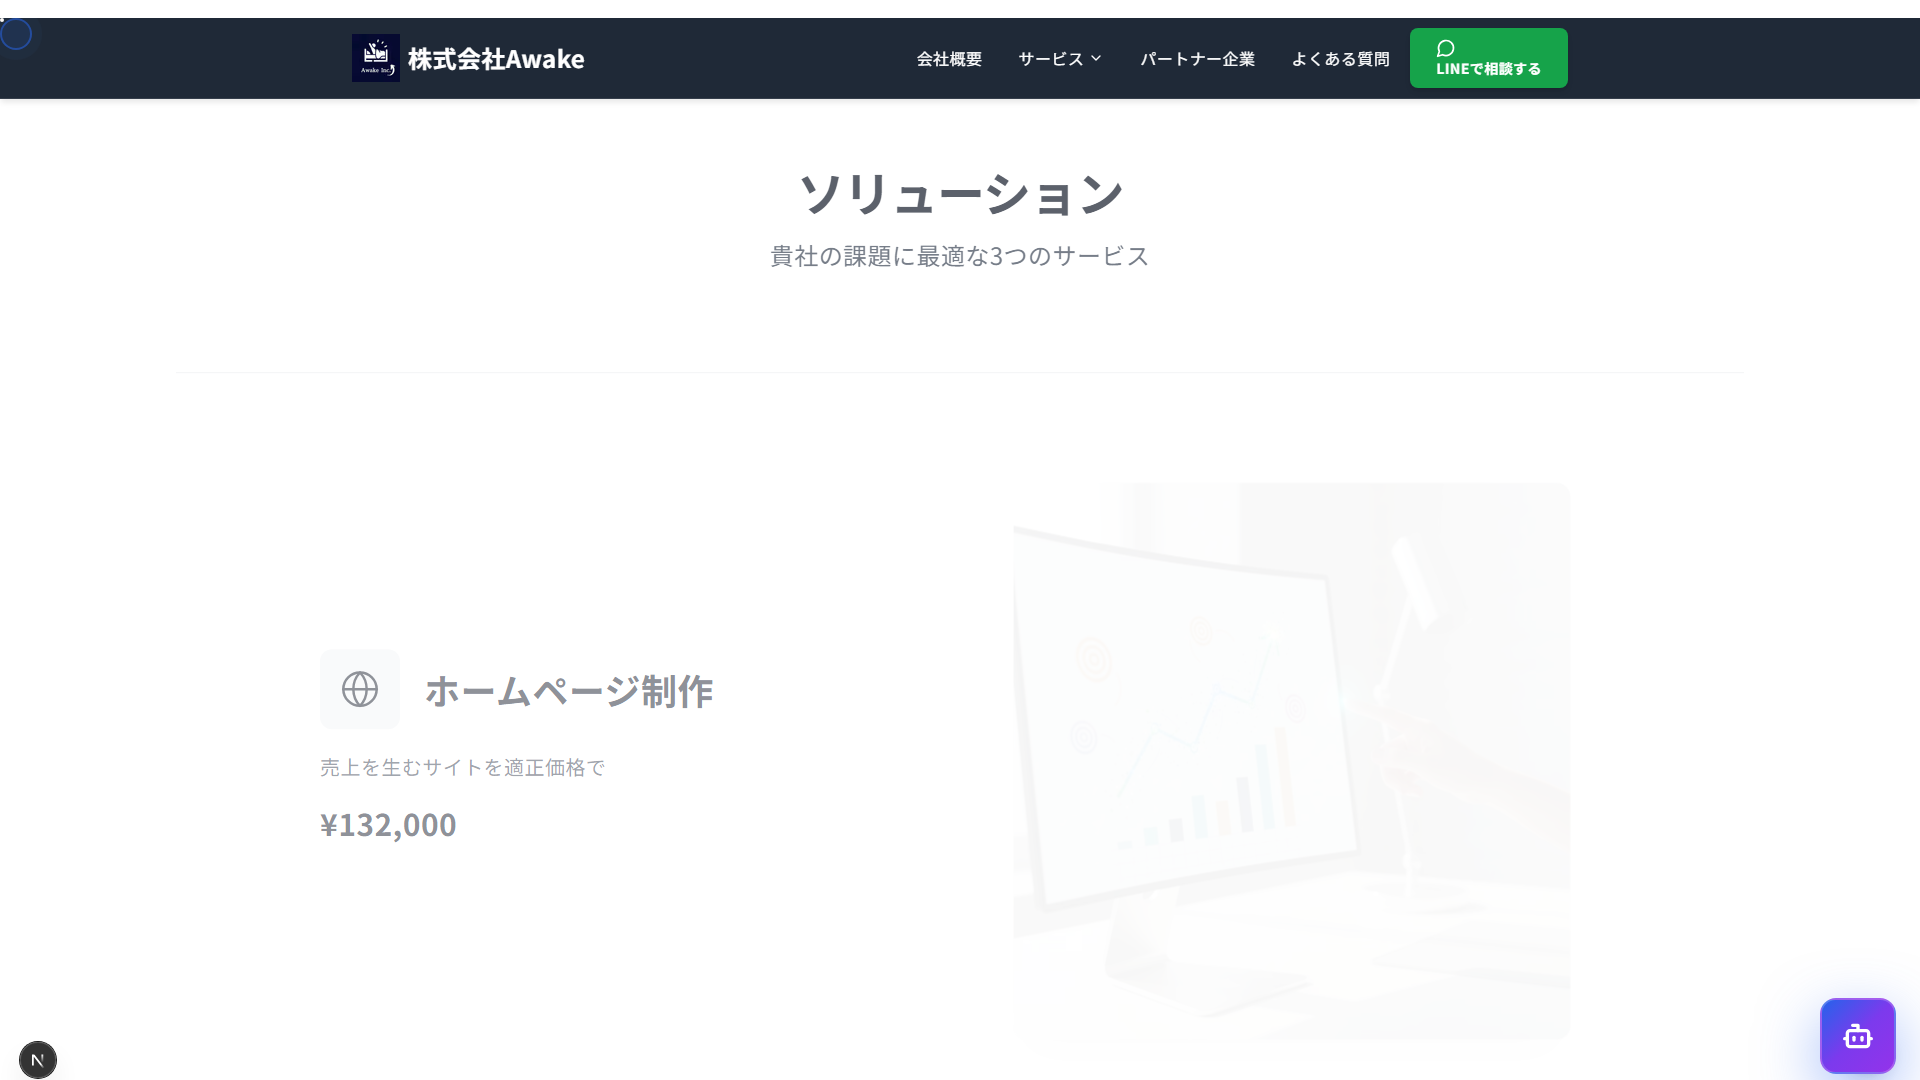 Awake Inc.
株式会社Awake
会社概要
サービス
パートナー企業
よくある質問
LINEで相談する
ソリューション
貴社の課題に最適な3つのサービス
ホームページ制作
売上を生むサイトを適正価格で
¥132,000
N